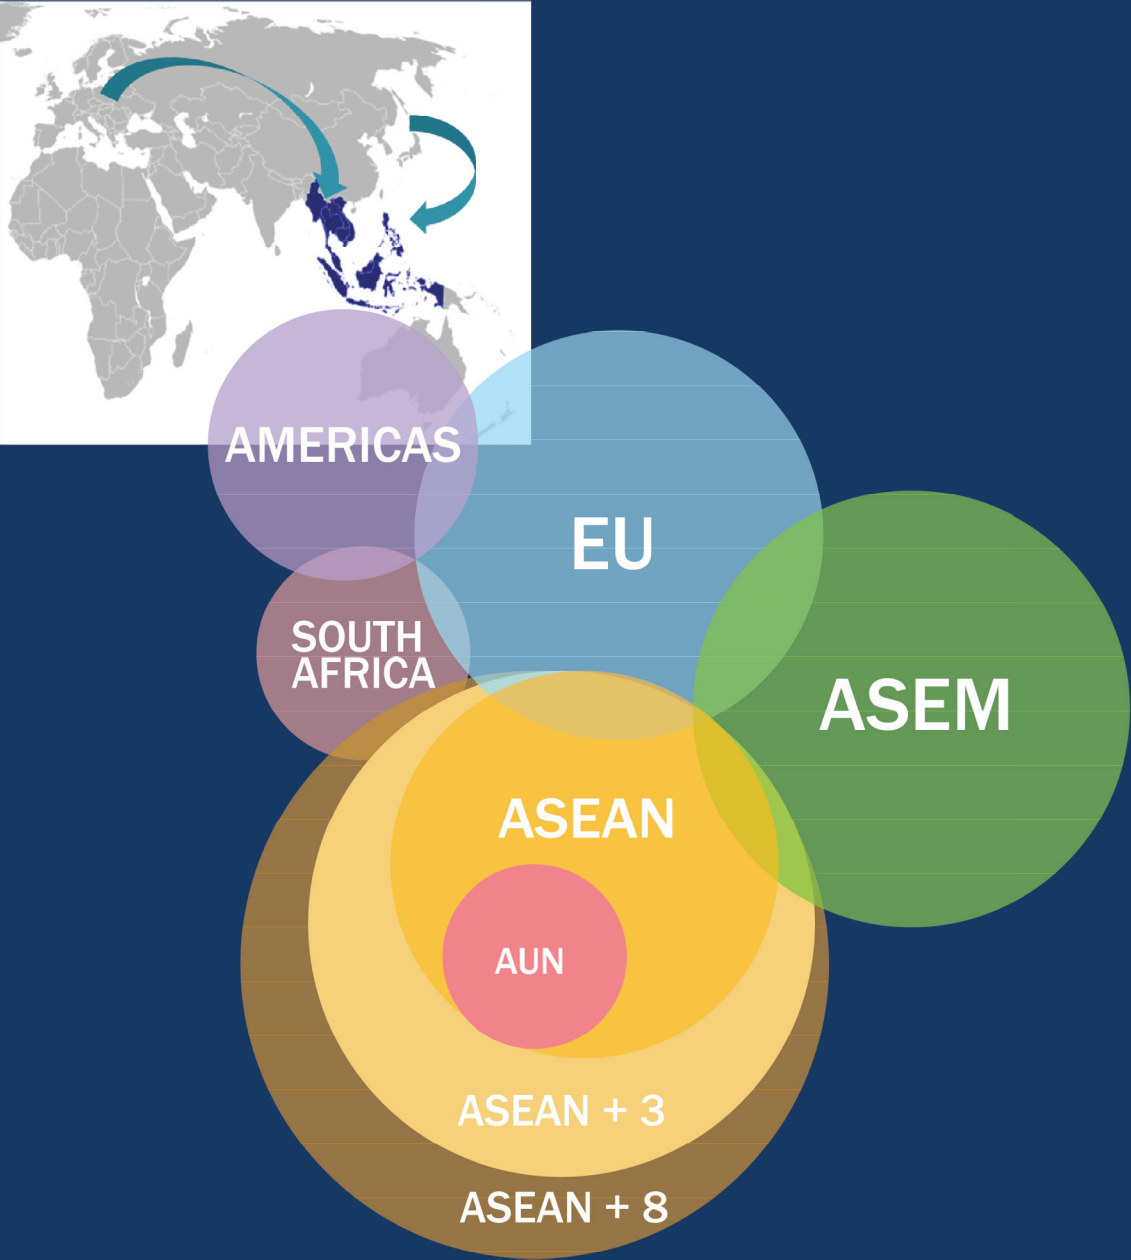 AMERICAS
EU
SOUTH
AFRICA
ASEM
ASEAN
AUN
ASEAN + 3
ASEAN + 8